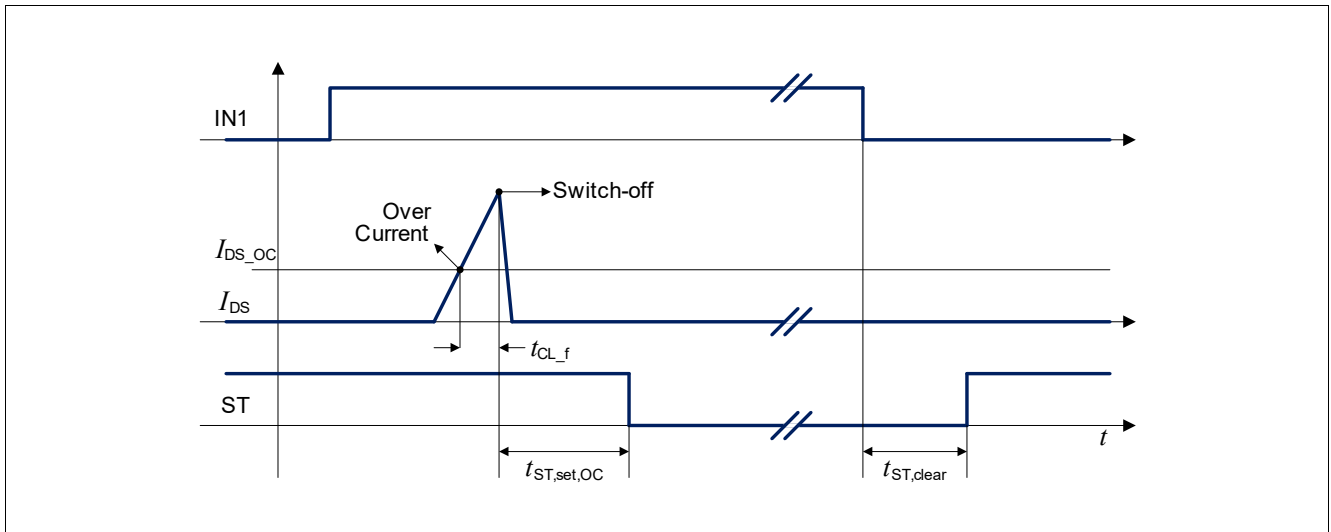 IN1
Switch-off
Over
Current
IDS_OC
IDS
tCL_f
ST
t
tST,set,OC
tST,clear